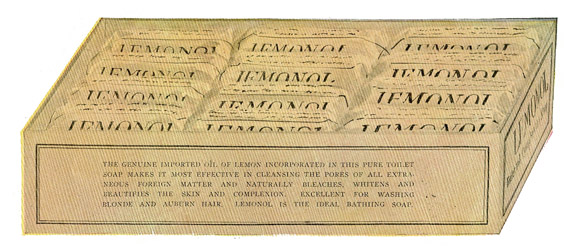 LEMONOL LEMONOL LEMONOL
LEMONOL LEMONOL LEMONOL
LEMONOL LEMONOL LEMONOL
LEMONOL LEMONOL LEMONOL
LEMONOL
THE GENUINE IMPORTED OIL OF LEMON INCORPORATED IN THIS PURE TOILET
SOAP MAKES IT MOST EFFECTIVE IN CLEANSING THE PORES OF ALL EXTRA-
NEOUS FOREIGN MATTER AND NATURALLY BLEACHES, WHITENS AND
BEAUTIFIES THE SKIN AND COMPLEXION. EXCELLENT FOR WASHING
BLONDE AND AUBURN HAIR. LEMONOL IS THE IDEAL BATHING SOAP.